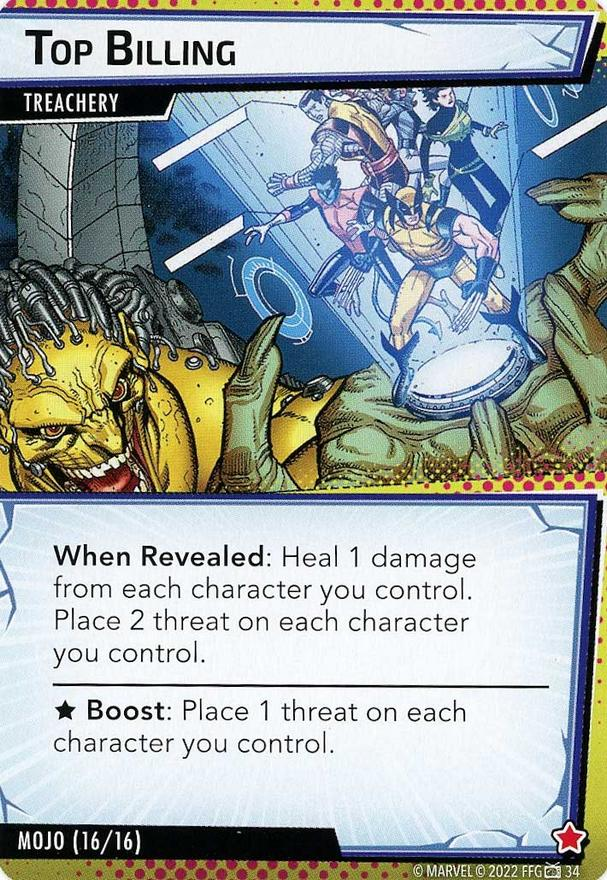 TOP BILLING
TREACHERY
When Revealed: Heal 1 damage
from each character you control.
Place 2 threat on each character
you control.
★ Boost: Place 1 threat on each
character you control.
MOJO (16/16)
© MARVEL © 2022 FFG 34